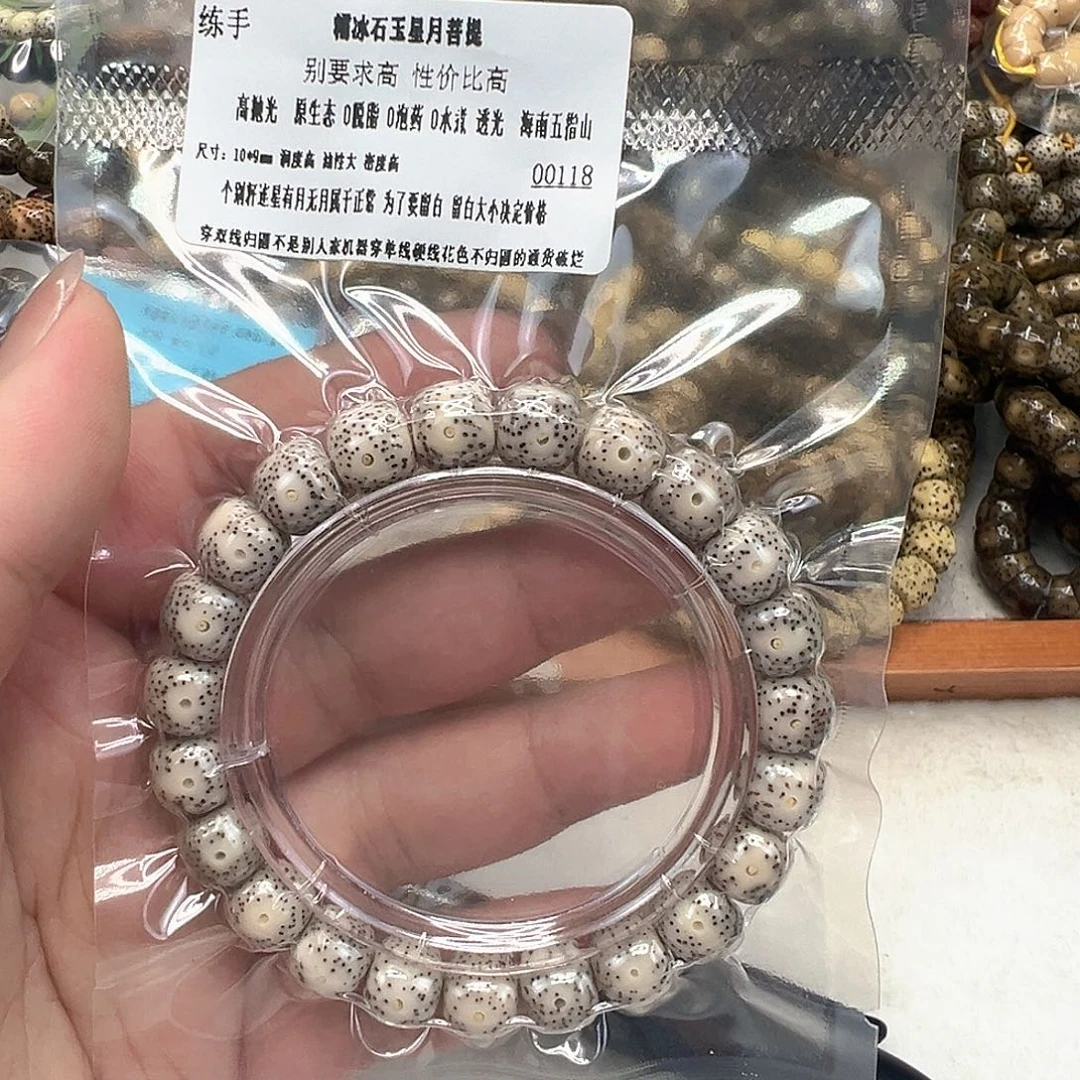 练手 糯冰石玉星月菩提
别要求高 性价比高
高抛光 原生态 0脱脂 0泡药 0水渍 透光 海南五指山
尺寸：10*9mm 润度高 油性大 密度高
00118
个别籽连星有月无月属于正常 为了要留白 留白大小决定价格
穿双线归圆不是别人家机器穿单线硬线花色不归圆的通货破烂